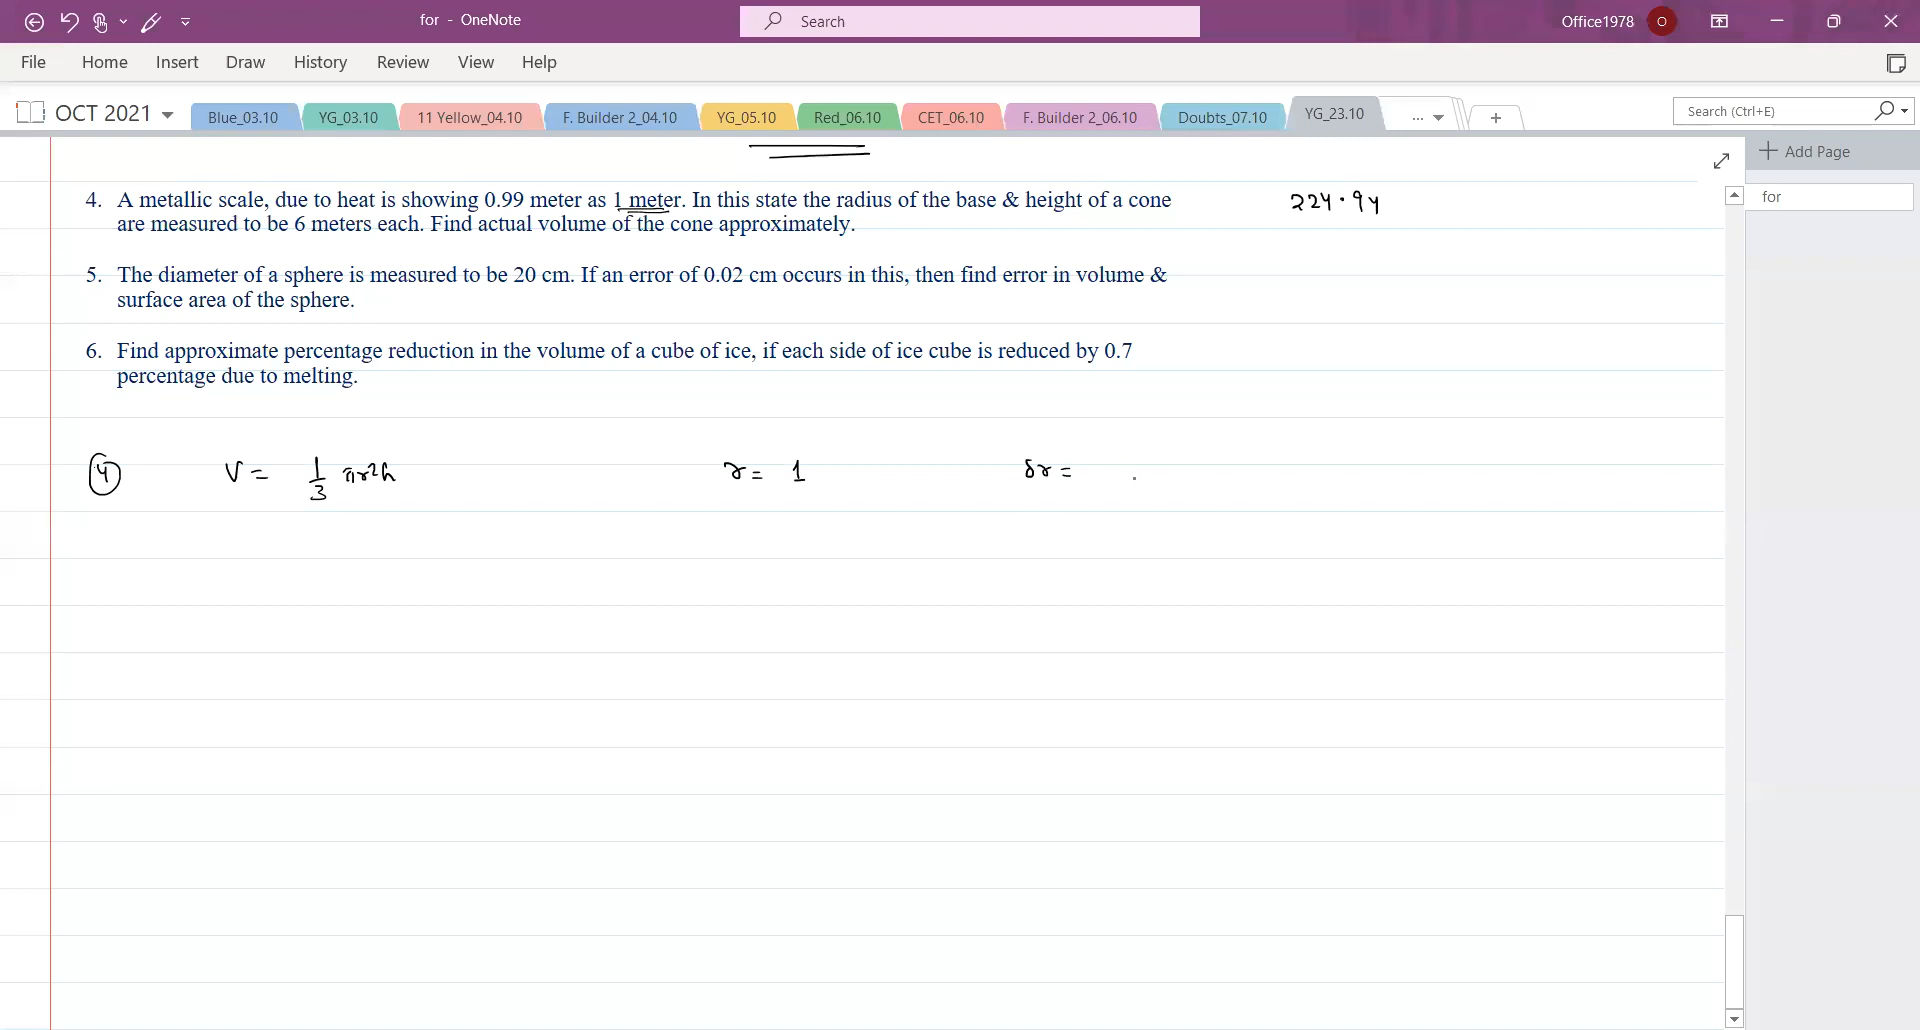 for - OneNote
Search
Office1978
O
File Home Insert Draw History Review View Help
OCT 2021
Blue_03.10 YG_03.10 11 Yellow_04.10 F. Builder 2_04.10 YG_05.10 Red_06.10 CET_06.10 F. Builder 2_06.10 Doubts_07.10 YG_23.10 ... +
Search (Ctrl+E)
+ Add Page
for
4. A metallic scale, due to heat is showing 0.99 meter as 1 meter. In this state the radius of the base & height of a cone
are measured to be 6 meters each. Find actual volume of the cone approximately.
224.94
5. The diameter of a sphere is measured to be 20 cm. If an error of 0.02 cm occurs in this, then find error in volume &
surface area of the sphere.
6. Find approximate percentage reduction in the volume of a cube of ice, if each side of ice cube is reduced by 0.7
percentage due to melting.
4 V = 1/3 πr2h r = 1 δr =